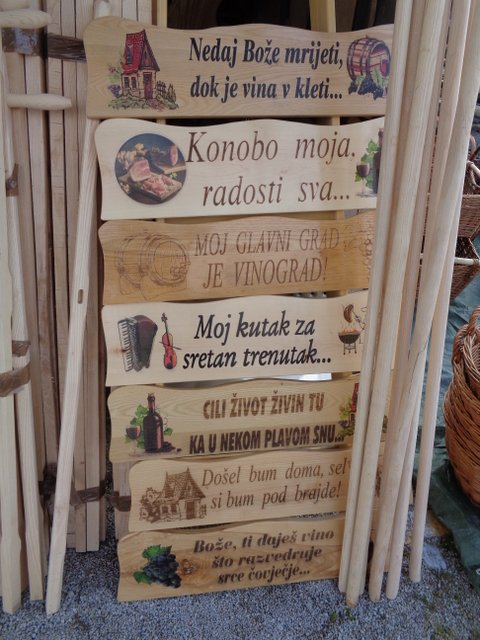 Nedaj Bože mrijeti,
dok je vina v kleti...
Konobo moja,
radosti sva...
MOJ GLAVNI GRAD
JE VINOGRAD!
Moj kutak za
sretan trenutak...
CILI ŽIVOT ŽIVIN TU
KA U NEKOM PLAVOM SNU...
Došel bum doma, sel
si bum pod brajde!
Bože, ti daješ vino
što razvedruje
srce čovječje...